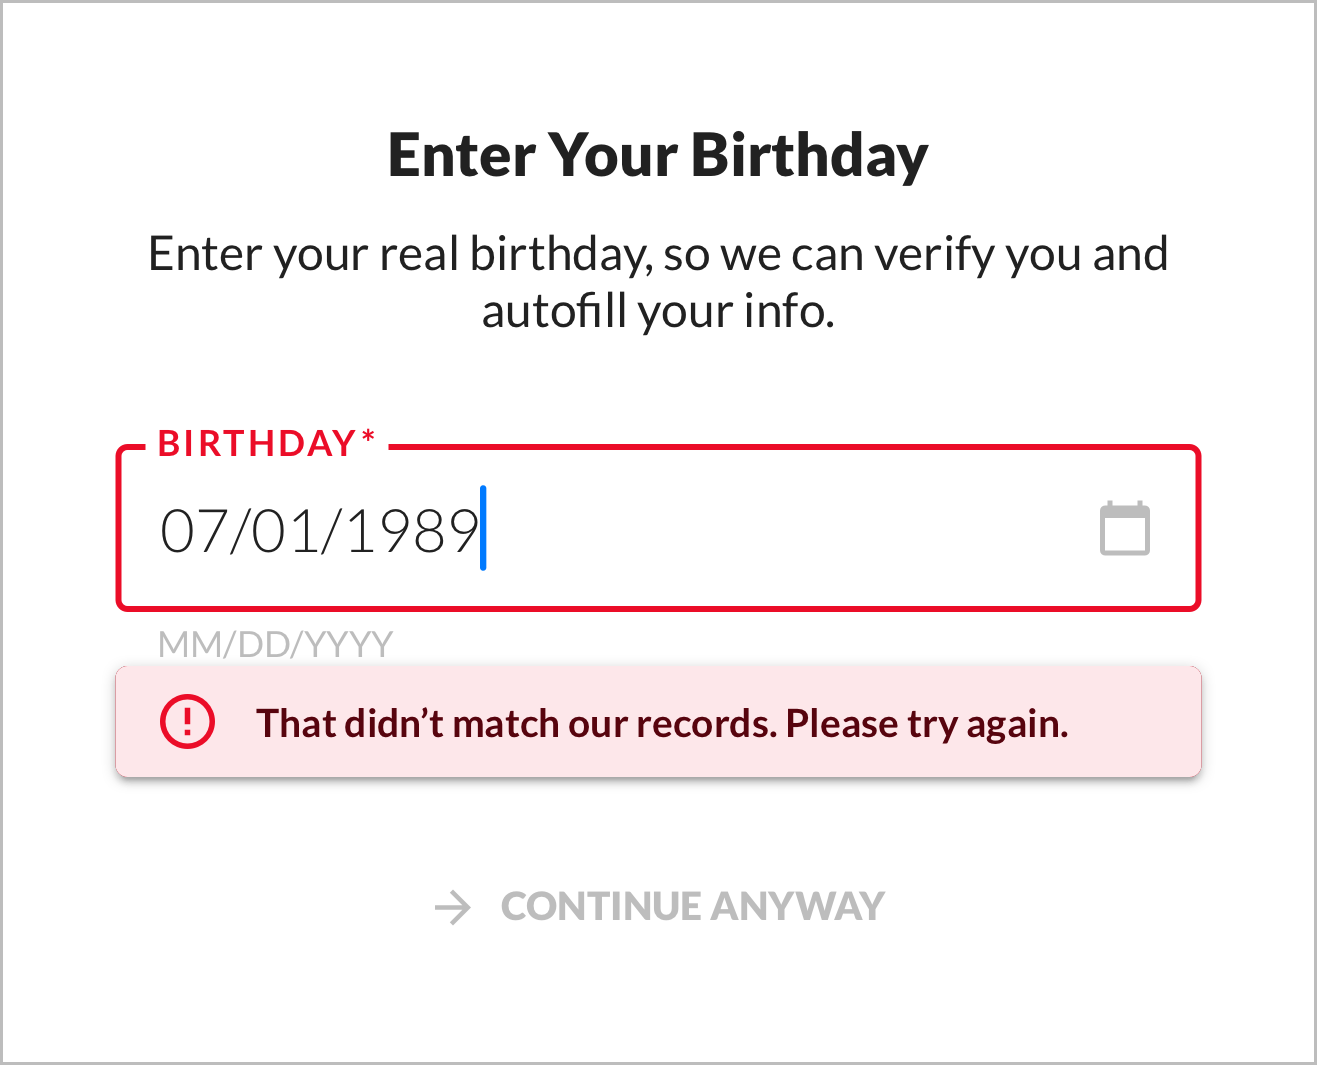 Enter Your Birthday
Enter your real birthday, so we can verify you and
autofill your info.
BIRTHDAY*
07/01/1989
MM/DD/YYYY
That didn’t match our records. Please try again.
CONTINUE ANYWAY